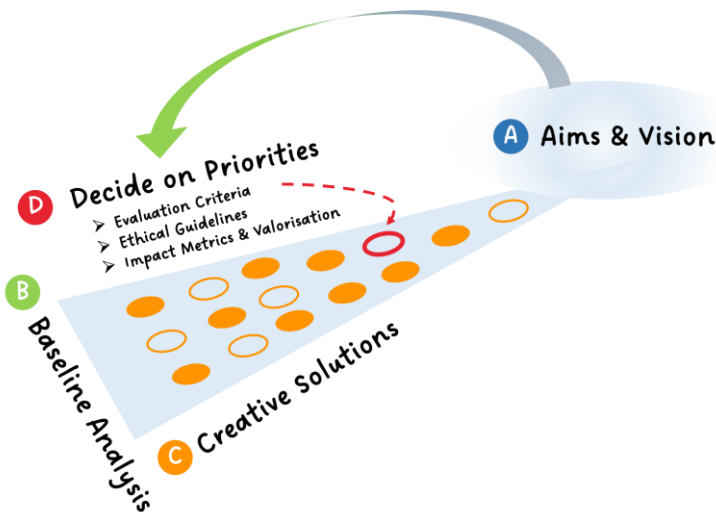 A Aims & Vision
D Decide on Priorities
➢ Evaluation Criteria
➢ Ethical Guidelines
➢ Impact Metrics & Valorisation
B Baseline Analysis
C Creative Solutions